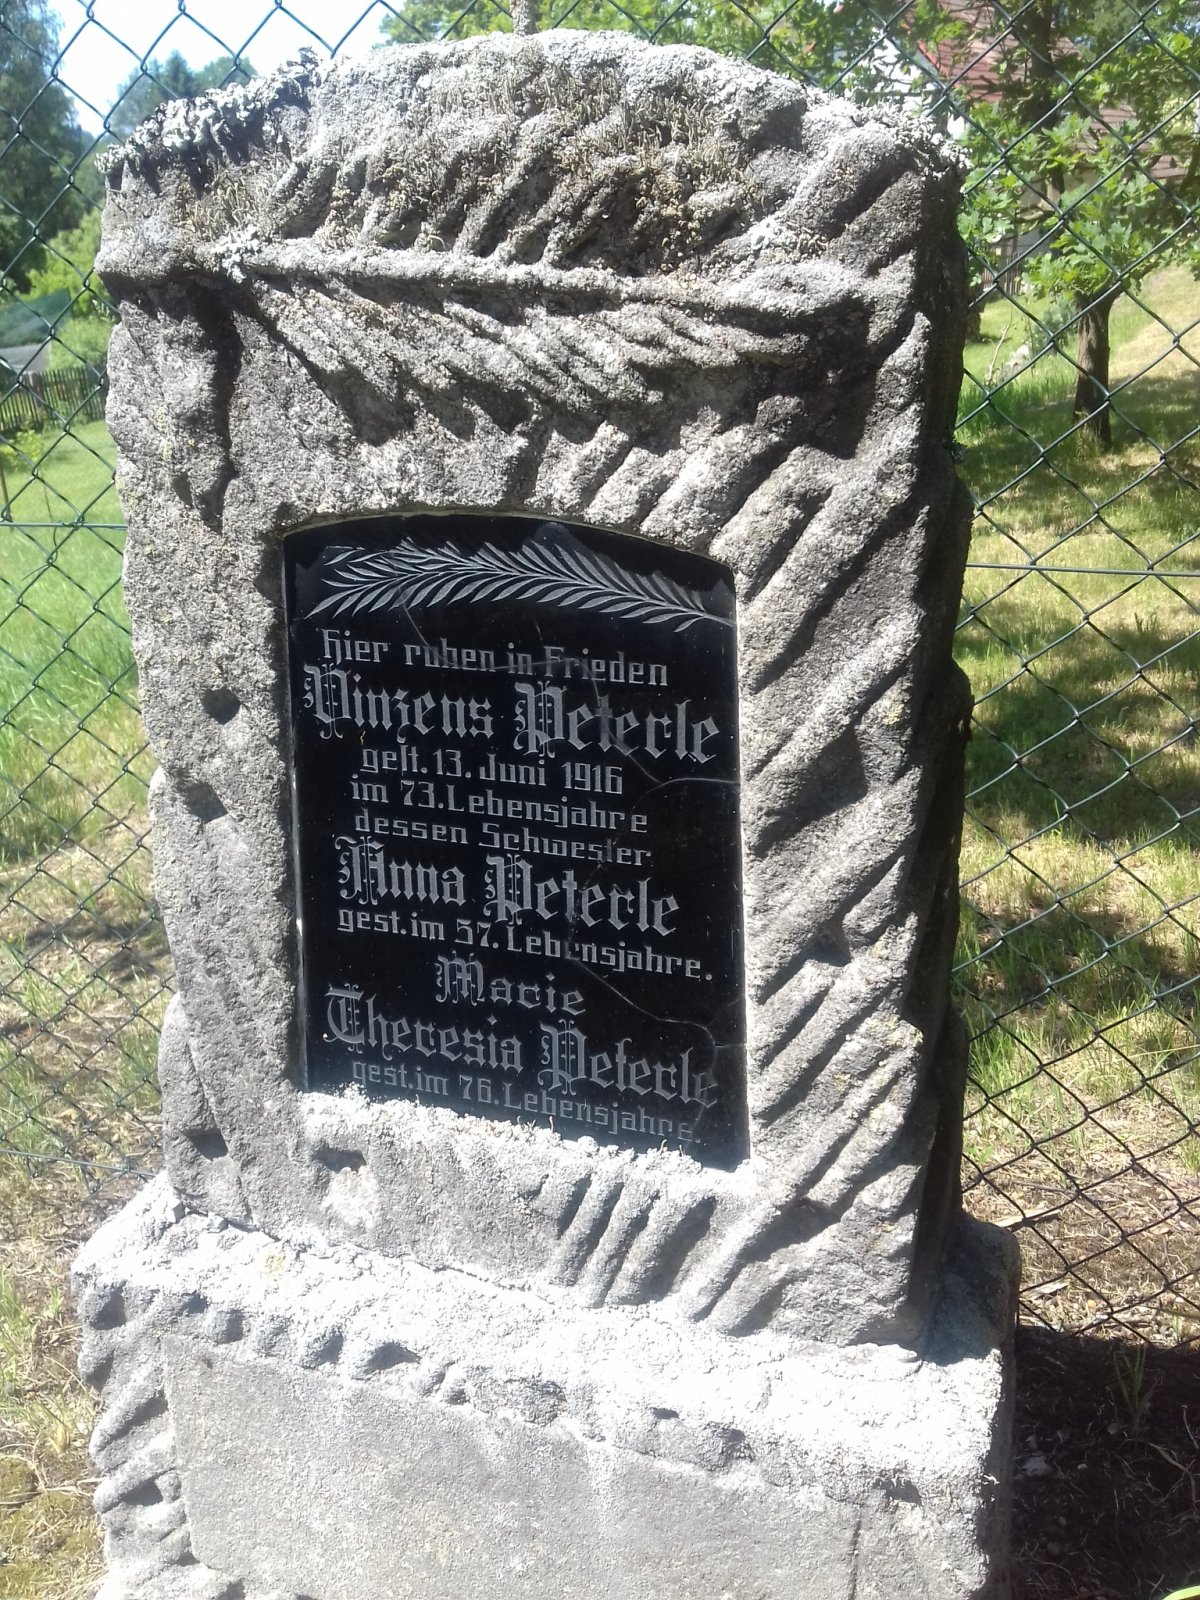 Hier ruhen in Frieden
Vinzens Peterle
gest. 13. Juni 1916
im 73. Lebensjahre
dessen Schwester
Anna Peterle
gest. im 57. Lebensjahre.
Marie
Theresia Peterle
gest. im 76. Lebensjahre.